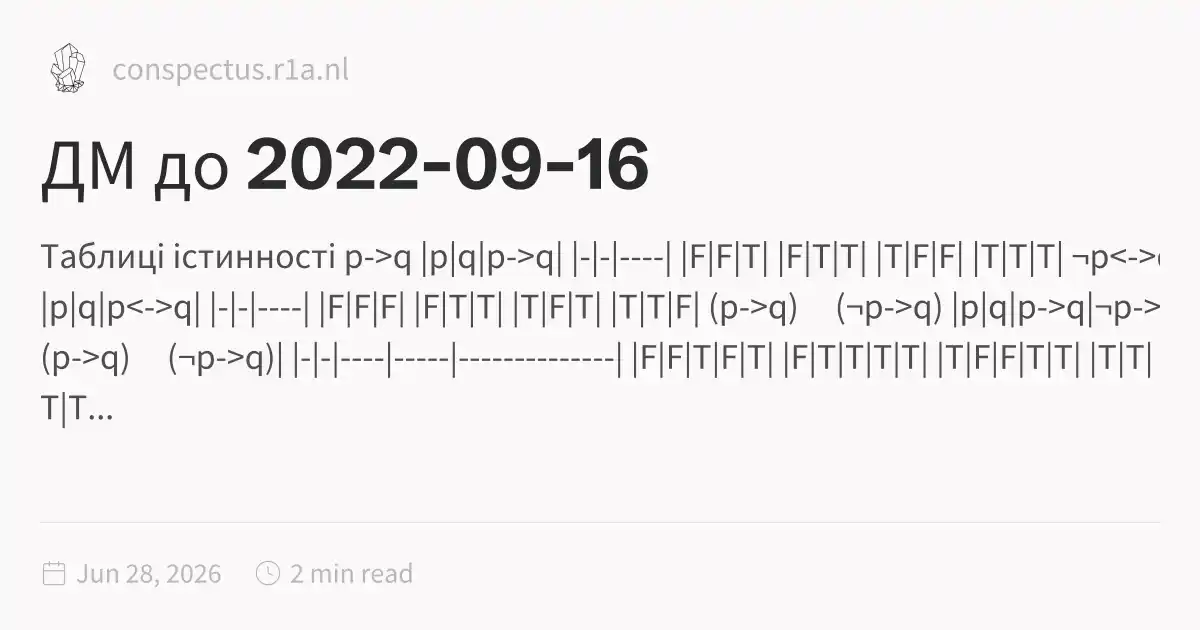 conspectus.r1a.nl
ДМ до 2022-09-16
Таблиці істинності p->q |p|q|p->q| |-|-|----| |F|F|T| |F|T|T| |T|F|F| |T|T|T| ¬p<->
|p|q|p<->q| |-|-|----| |F|F|F| |F|T|T| |T|F|T| |T|T|F| (p->q) (¬p->q) |p|q|p->q|¬p->
(p->q) (¬p->q)| |-|-|----|-----|--------------| |F|F|T|F|T| |F|T|T|T|T| |T|F|F|T|T| |T|T|
T|T...
Jun 28, 2026 2 min read